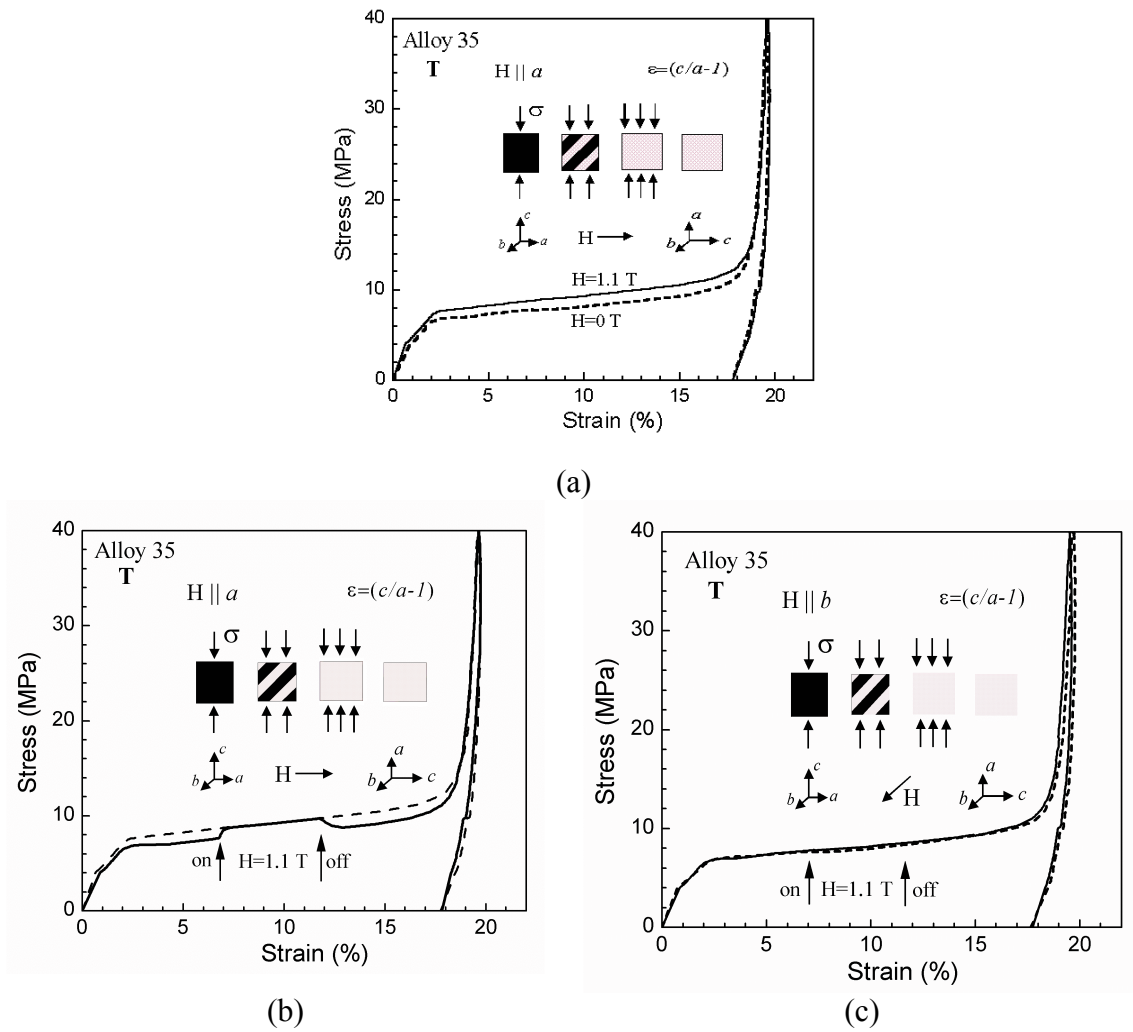 40
30
20
10
0
Stress (MPa)
Alloy 35
T
H || a
ε=(c/a-1)
σ
c
b
a
H
a
b
c
H=1.1 T
H=0 T
0
5
10
15
20
Strain (%)
(a)
40
30
20
10
0
Stress (MPa)
Alloy 35
T
H || a
ε=(c/a-1)
σ
c
b
a
H
a
b
c
on
H=1.1 T
off
0
5
10
15
20
Strain (%)
(b)
40
30
20
10
0
Stress (MPa)
Alloy 35
T
H || b
ε=(c/a-1)
σ
c
b
a
H
a
b
c
on
H=1.1 T
off
0
5
10
15
20
Strain (%)
(c)